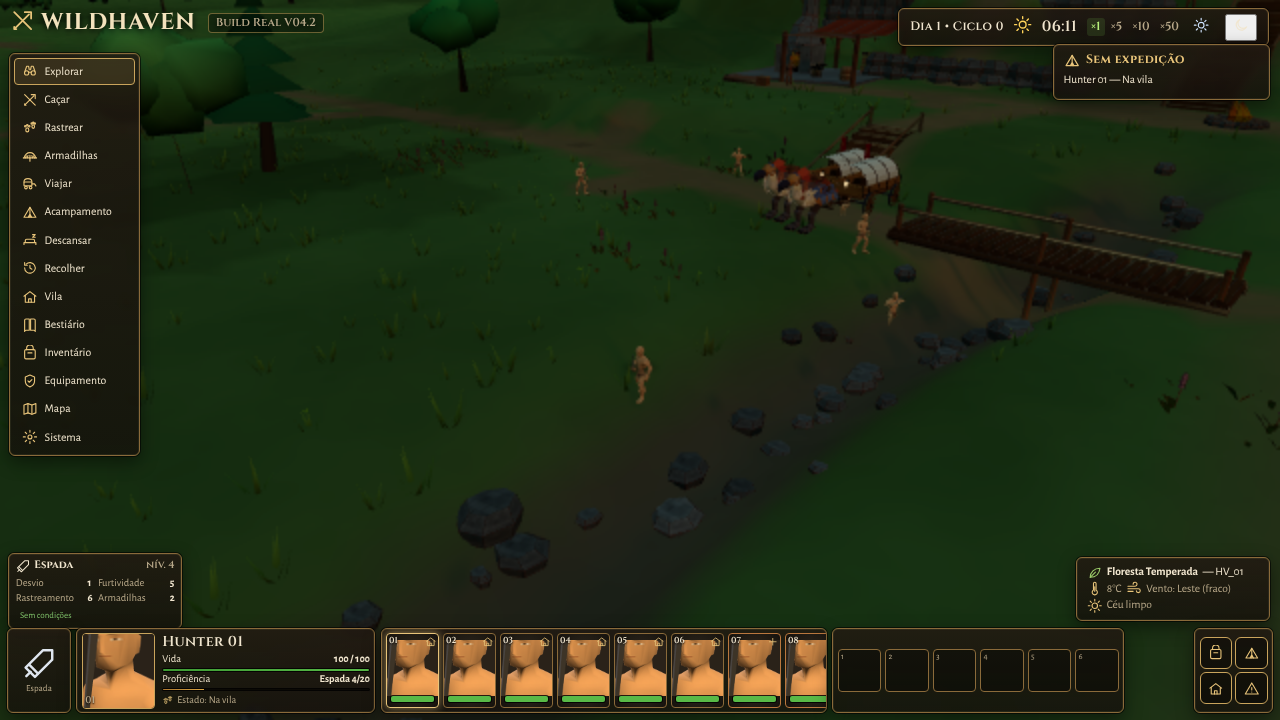 WILDHAVEN
BUILD REAL V04.2
DIA 1 • CICLO 0
06:11
×1 ×5 ×10 ×50
SEM EXPEDIÇÃO
Hunter 01 — Na vila
Explorar
Caçar
Rastrear
Armadilhas
Viajar
Acampamento
Descansar
Recolher
Vila
Bestiário
Inventário
Equipamento
Mapa
Sistema
ESPADA NÍV. 4
Desvio 1 Furtividade 5
Rastreamento 6 Armadilhas 2
Sem condições
Floresta Temperada — HV_01
8°C Vento: Leste (fraco)
Céu limpo
Espada
01
HUNTER 01
Vida 100 / 100
Proficiência Espada 4/20
Estado: Na vila
01 02 03 04 05 06 07 08
1 2 3 4 5 6